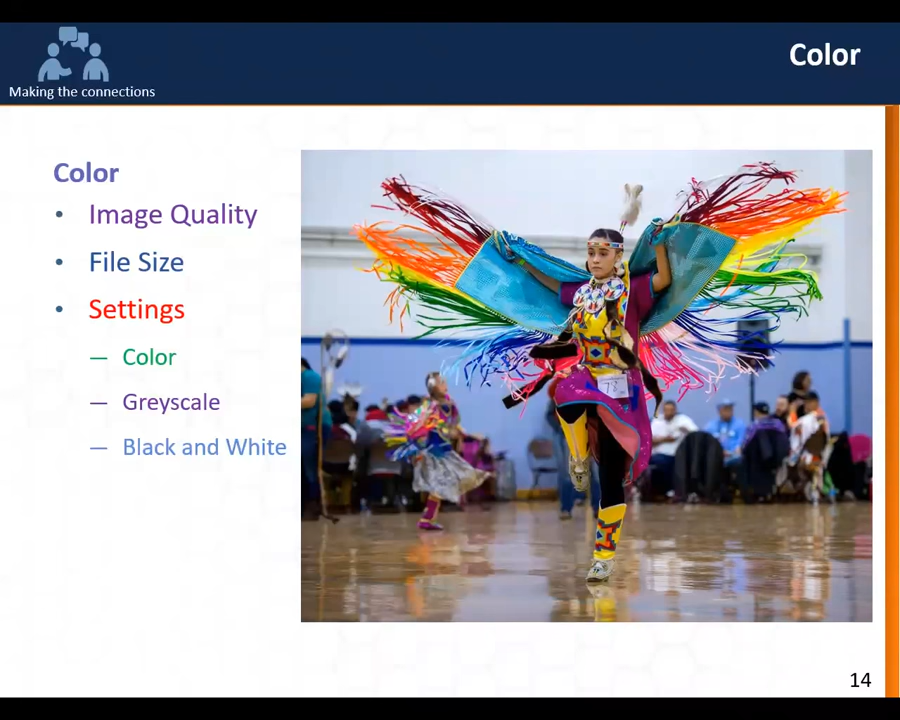 Making the connections
Color
Color
• Image Quality
• File Size
• Settings
— Color
— Greyscale
— Black and White
14